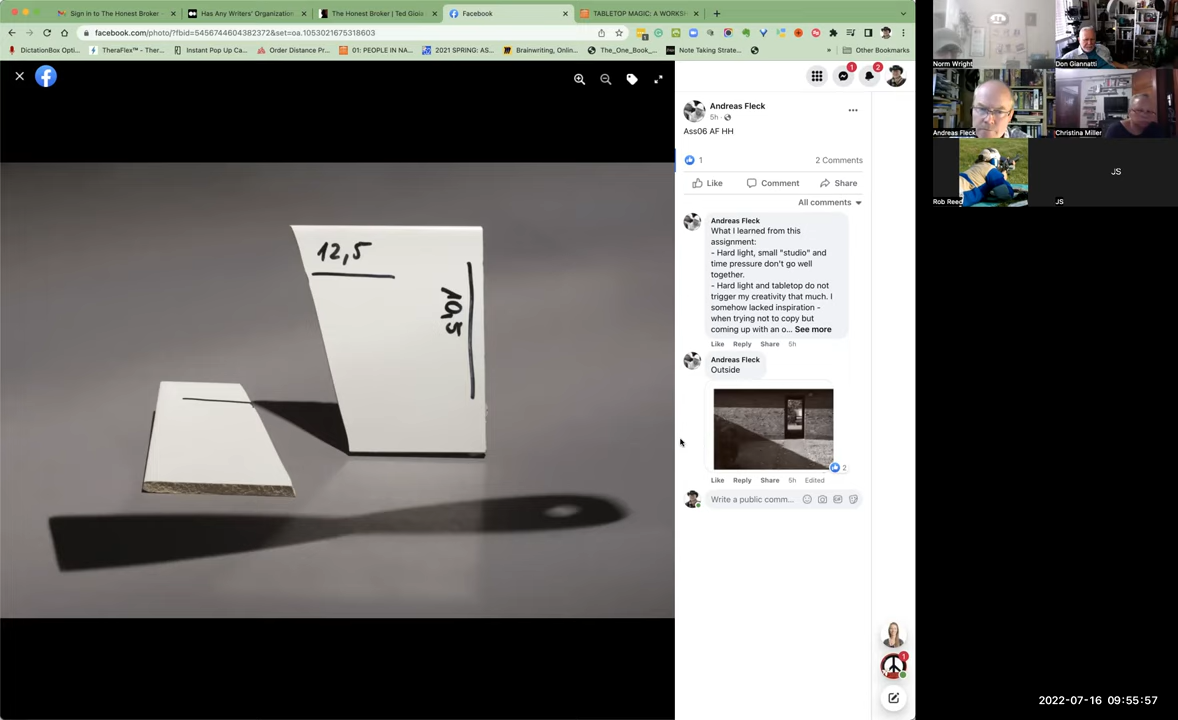 Sign in to The Honest Broker
Has Any Writers' Organization
The Honest Broker | Ted Gioia
Facebook
TABLETOP MAGIC: A WORKSH
facebook.com/photo/?fbid=5456744604382372&set=oa.1053021675318603
DictationBox Opti...
TheraFlex™ - Ther...
Instant Pop Up Ca...
Order Distance Pr...
01: PEOPLE IN NA...
2021 SPRING: AS...
Brainwriting, Onlin...
The_One_Book_...
Note Taking Strate...
»
Other Bookmarks
1
2
Andreas Fleck
5h
Ass06 AF HH
1
2 Comments
Like
Comment
Share
All comments
Andreas Fleck
What I learned from this
assignment:
- Hard light, small "studio" and
time pressure don't go well
together.
- Hard light and tabletop do not
trigger my creativity that much. I
somehow lacked inspiration -
when trying not to copy but
coming up with an o... See more
Like Reply Share 5h
Andreas Fleck
Outside
2
Like Reply Share 5h Edited
Write a public comm...
1
12,5
10,5
Norm Wright
Don Giannatti
Andreas Fleck
Christina Miller
Rob Reed
JS
JS
2022-07-16 09:55:57